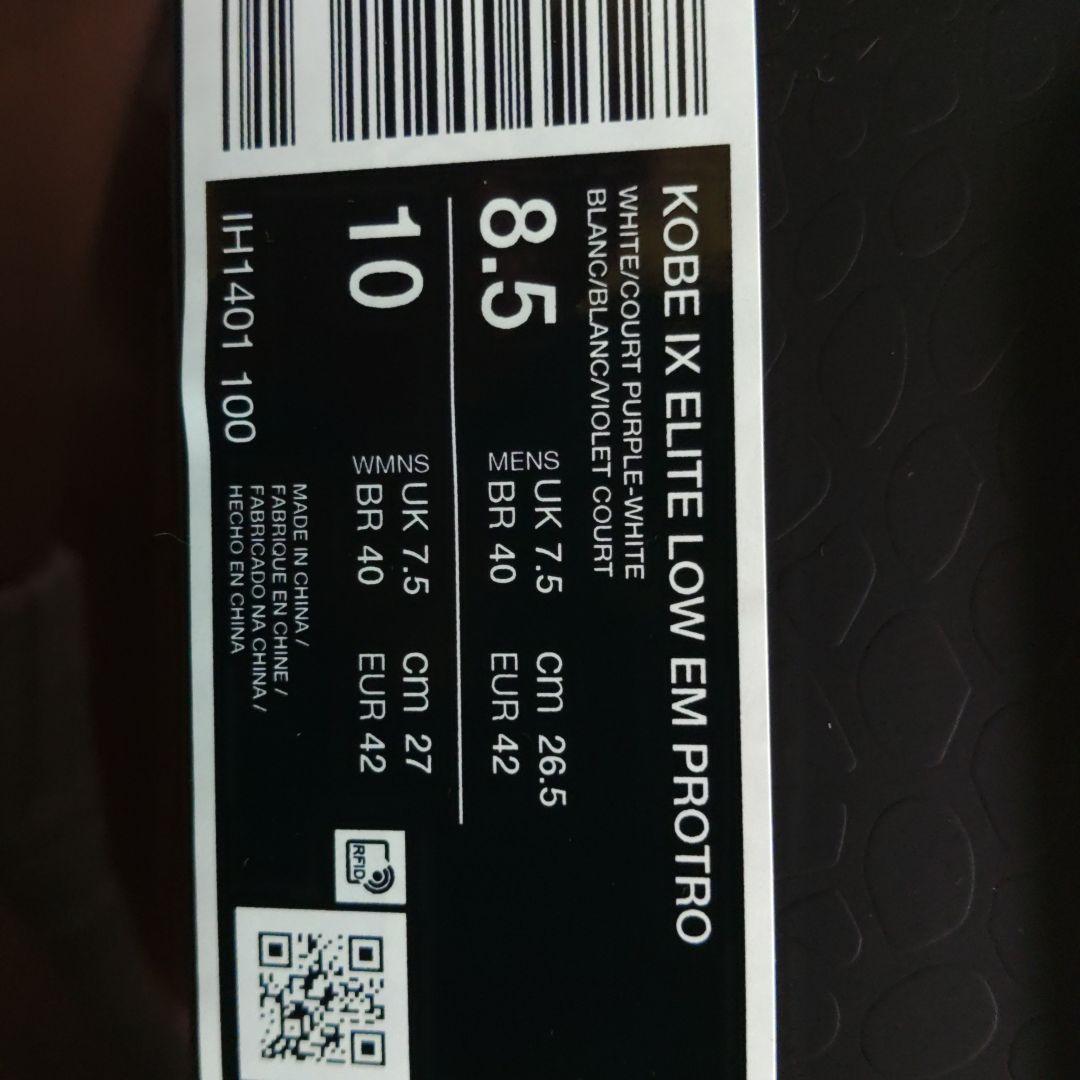 KOBE IX ELITE LOW EM PROTRO
WHITE/COURT PURPLE-WHITE
BLANC/BLANC/VIOLET COURT
8.5
MENS
UK 7.5 cm 26.5
BR 40 EUR 42
10
WMNS
UK 7.5 cm 27
BR 40 EUR 42
RFID
IH1401 100
MADE IN CHINA /
FABRIQUE EN CHINE /
FABRICADO NA CHINA /
HECHO EN CHINA